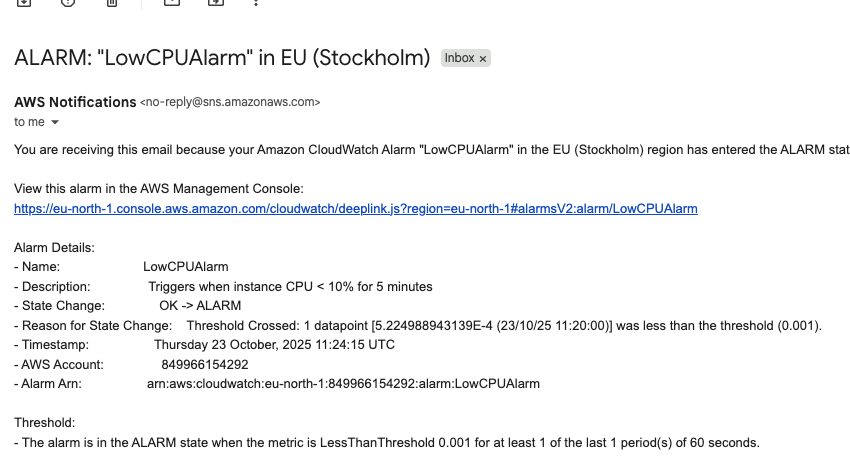 ALARM: "LowCPUAlarm" in EU (Stockholm) Inbox ×
AWS Notifications <no-reply@sns.amazonaws.com>
to me
You are receiving this email because your Amazon CloudWatch Alarm "LowCPUAlarm" in the EU (Stockholm) region has entered the ALARM stat
View this alarm in the AWS Management Console:
https://eu-north-1.console.aws.amazon.com/cloudwatch/deeplink.js?region=eu-north-1#alarmsV2:alarm/LowCPUAlarm
Alarm Details:
- Name: LowCPUAlarm
- Description: Triggers when instance CPU < 10% for 5 minutes
- State Change: OK -> ALARM
- Reason for State Change: Threshold Crossed: 1 datapoint [5.224988943139E-4 (23/10/25 11:20:00)] was less than the threshold (0.001).
- Timestamp: Thursday 23 October, 2025 11:24:15 UTC
- AWS Account: 849966154292
- Alarm Arn: arn:aws:cloudwatch:eu-north-1:849966154292:alarm:LowCPUAlarm
Threshold:
- The alarm is in the ALARM state when the metric is LessThanThreshold 0.001 for at least 1 of the last 1 period(s) of 60 seconds.